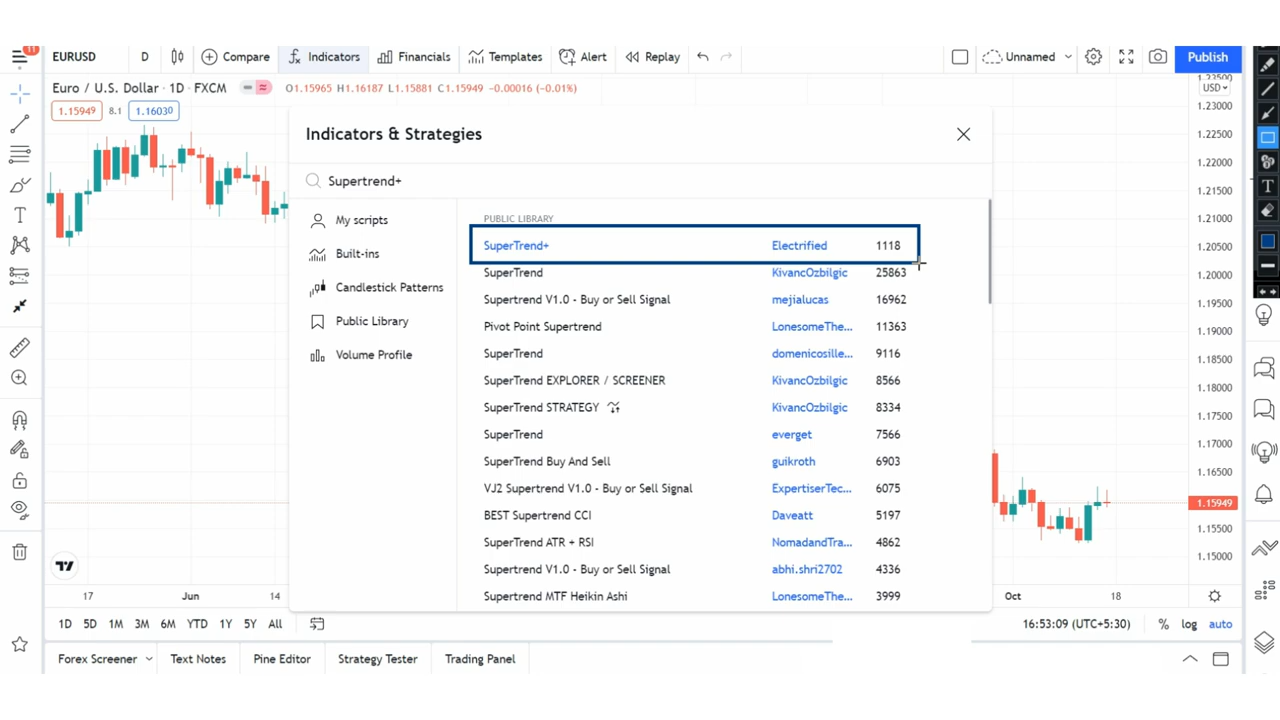 11
EURUSD D Compare Indicators Financials Templates Alert Replay Unnamed Publish
Euro / U.S. Dollar · 1D · FXCM O1.15965 H1.16187 L1.15881 C1.15949 −0.00016 (−0.01%)
1.15949 8.1 1.16030
USD
1.23500
1.23000
1.22500
1.22000
1.21500
1.21000
1.20500
1.20000
1.19500
1.19000
1.18500
1.18000
1.17500
1.17000
1.16500
1.15949
1.15500
1.15000
Indicators & Strategies
Supertrend+
My scripts
Built-ins
Candlestick Patterns
Public Library
Volume Profile
PUBLIC LIBRARY
SuperTrend+ Electrified 1118
SuperTrend KivancOzbilgic 25863
Supertrend V1.0 - Buy or Sell Signal mejialucas 16962
Pivot Point Supertrend LonesomeThe... 11363
SuperTrend domenicosille... 9116
SuperTrend EXPLORER / SCREENER KivancOzbilgic 8566
SuperTrend STRATEGY KivancOzbilgic 8334
SuperTrend everget 7566
SuperTrend Buy And Sell guikroth 6903
VJ2 Supertrend V1.0 - Buy or Sell Signal ExpertiserTec... 6075
BEST Supertrend CCI Daveatt 5197
SuperTrend ATR + RSI NomadandTra... 4862
Supertrend V1.0 - Buy or Sell Signal abhi.shri2702 4336
SuperTrend MTF Heikin Ashi LonesomeThe... 3999
17 Jun 14 Oct 18
1D 5D 1M 3M 6M YTD 1Y 5Y All 16:53:09 (UTC+5:30) % log auto
Forex Screener Text Notes Pine Editor Strategy Tester Trading Panel